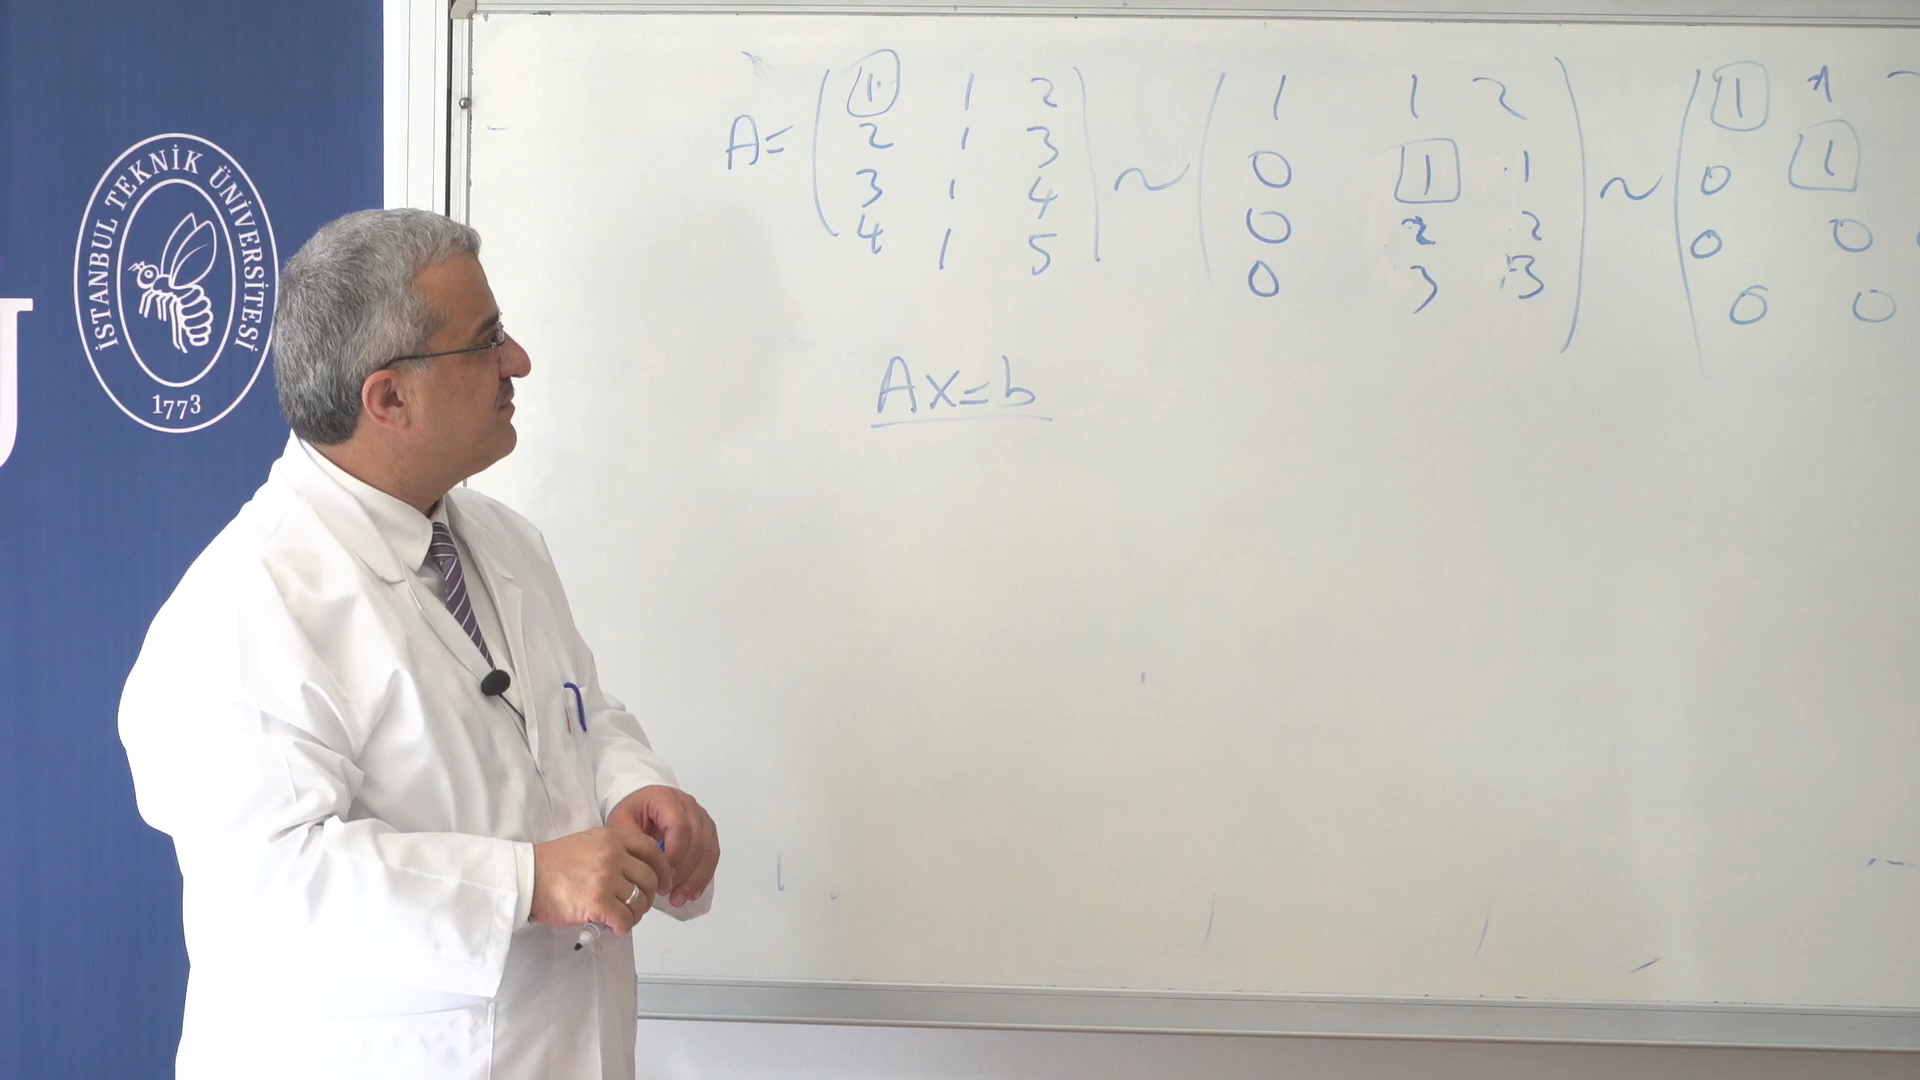 İSTANBUL TEKNİK ÜNİVERSİTESİ
1773
A= ( 1 1 2 ) ~ ( 1 1 2 ) ~ ( 1 1
2 1 3 0 1 1 0 1
3 1 4 0 2 2 0 0
4 1 5 0 3 3 0 0
Ax=b